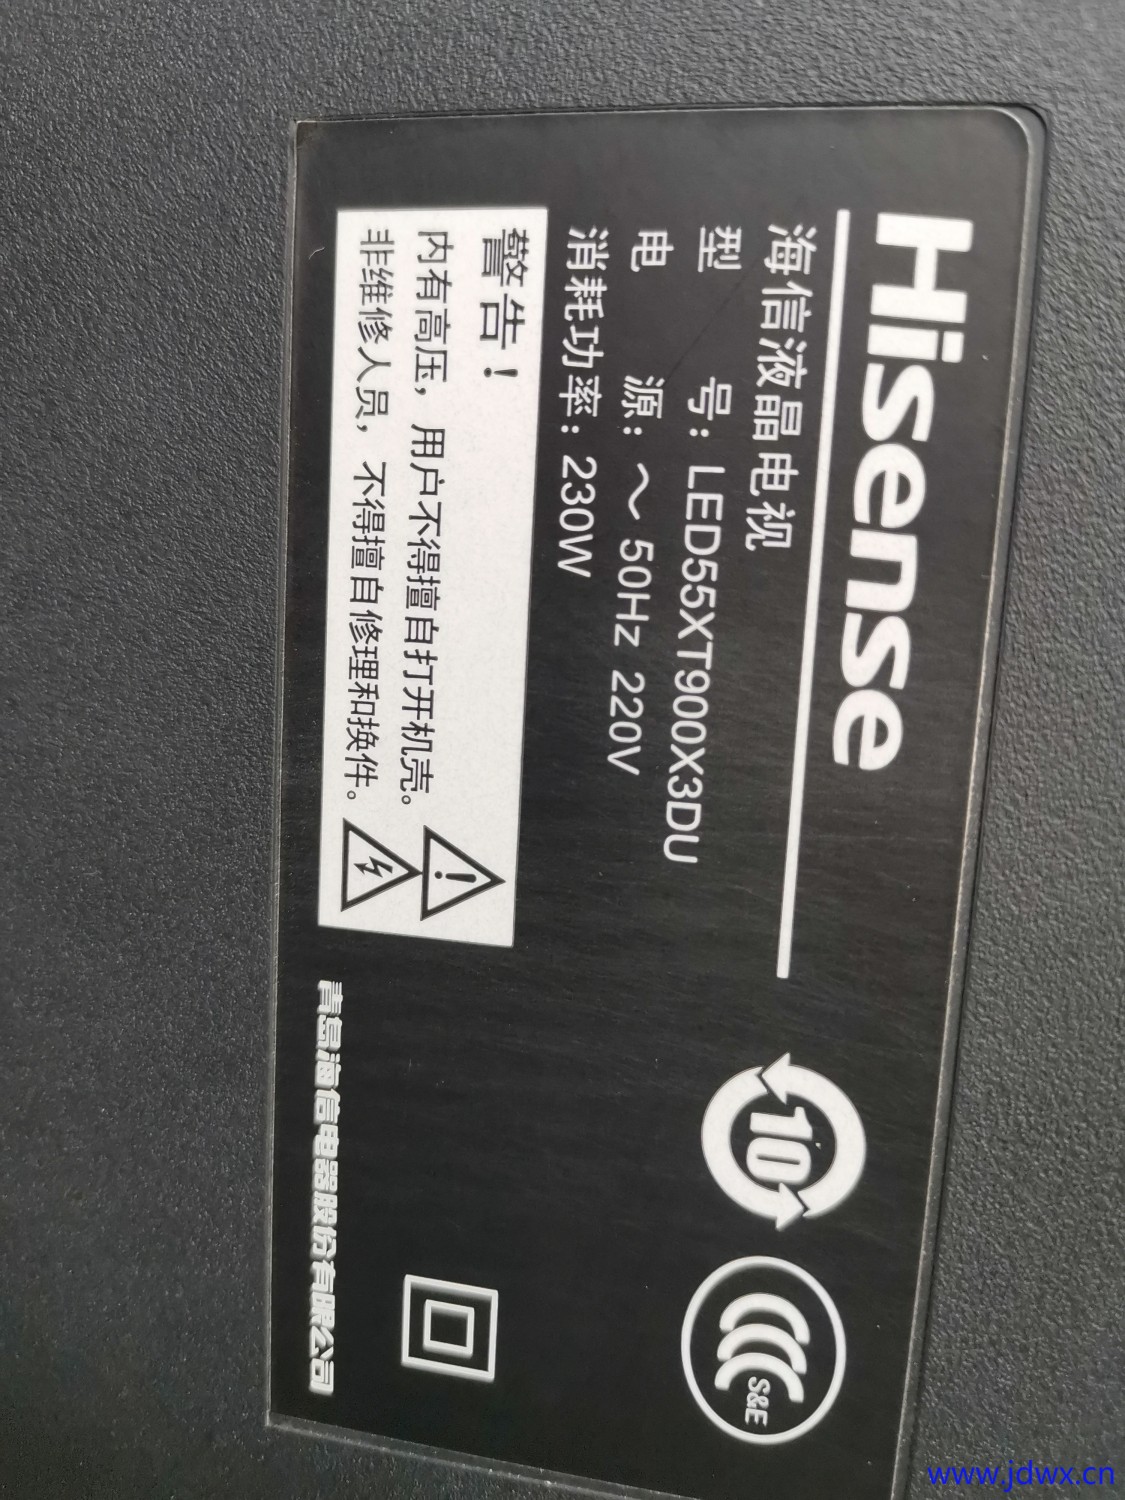 Hisense
海信液晶电视
型 号: LED55XT900X3DU
电 源: ～ 50Hz 220V
消耗功率: 230W
警告！
内有高压，用户不得擅自打开机壳。
非维修人员，不得擅自修理和换件。
10
CCC S&E
青岛海信电器股份有限公司
www.jdwx.cn